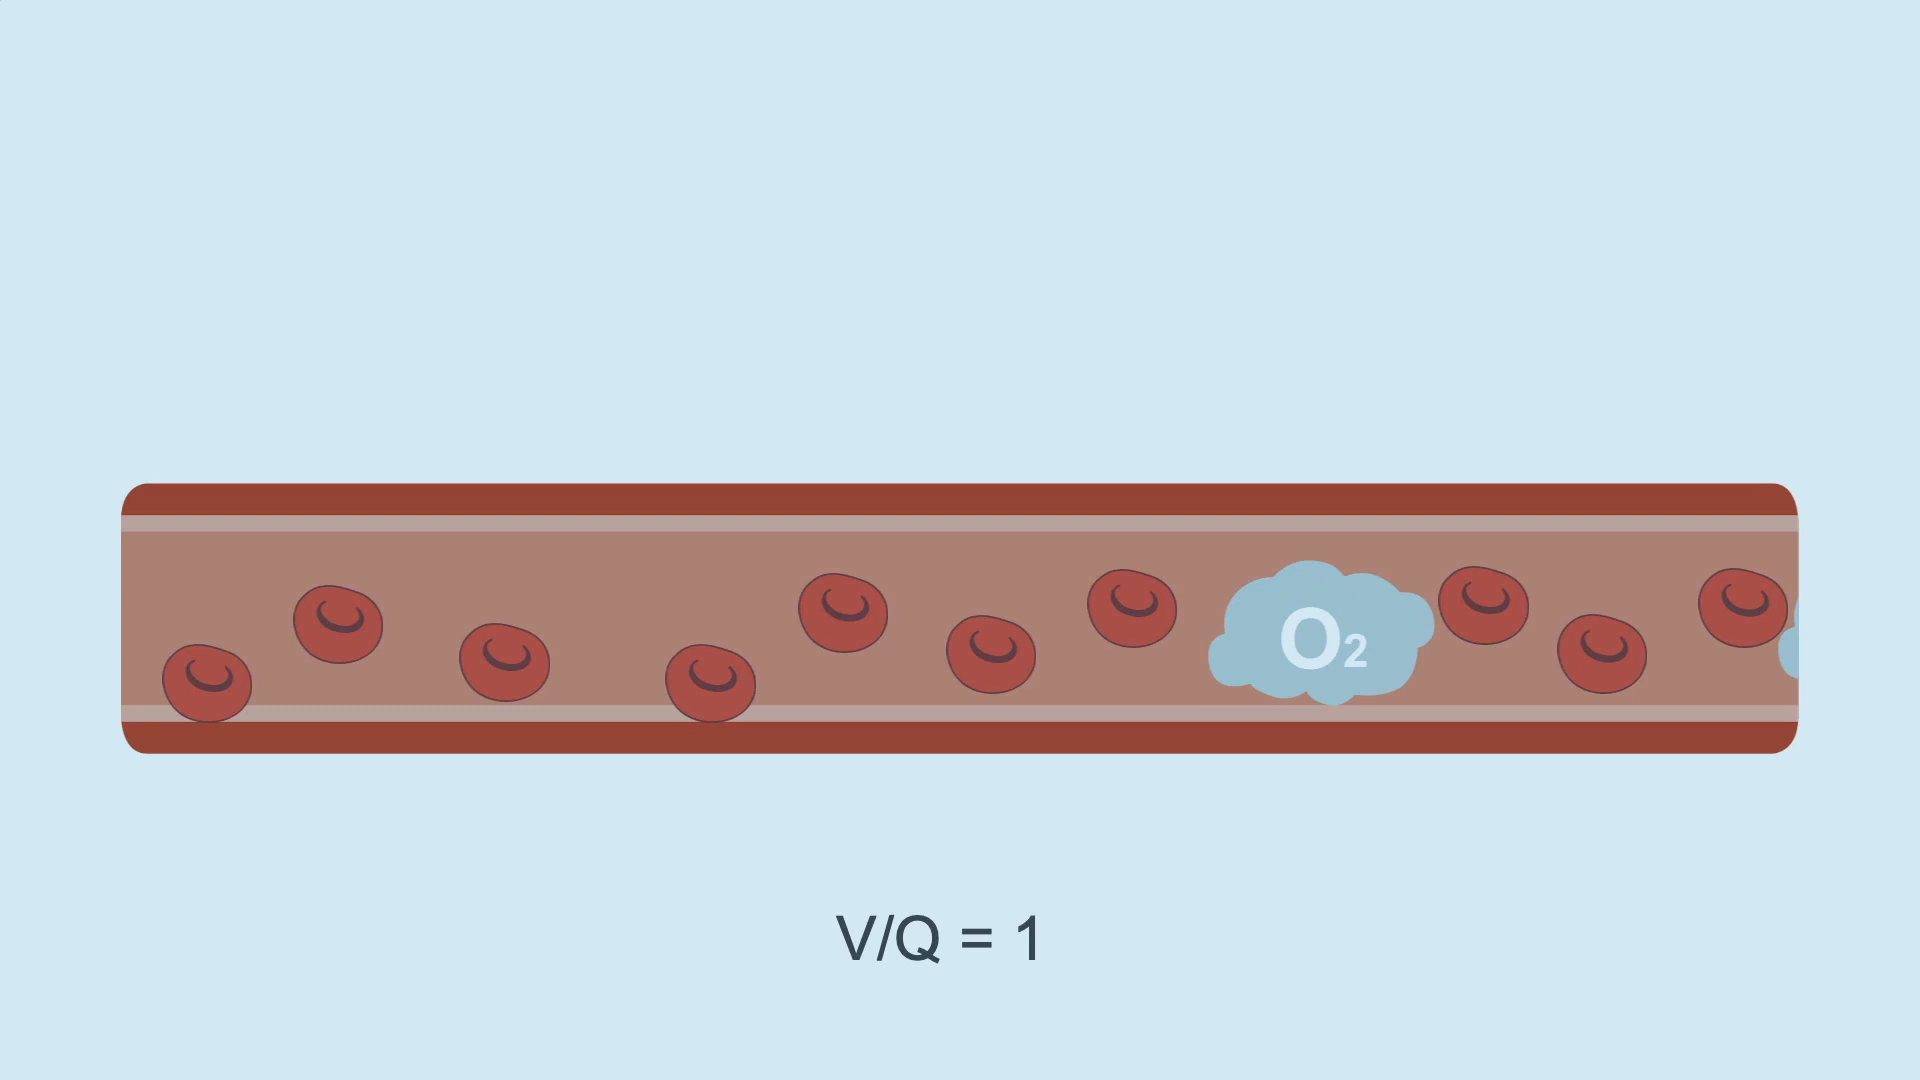 O2
V/Q = 1